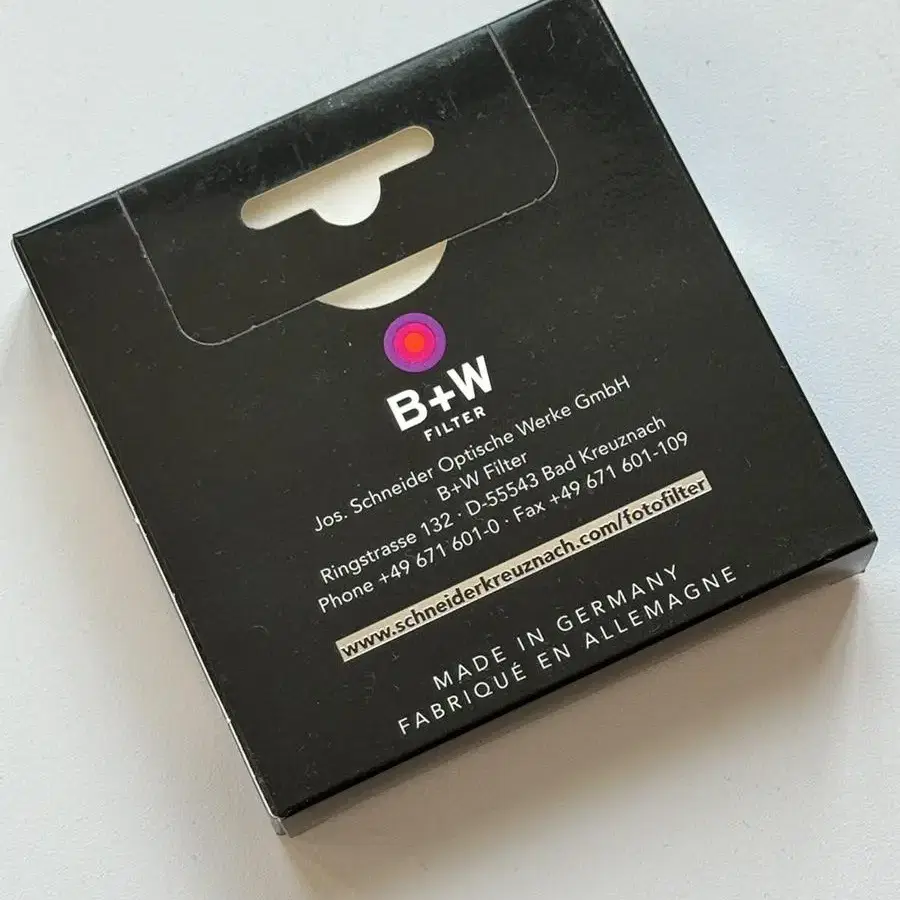 B+W
FILTER
Jos. Schneider Optische Werke GmbH
B+W Filter
Ringstrasse 132 · D-55543 Bad Kreuznach
Phone +49 671 601-0 · Fax +49 671 601-109
www.schneiderkreuznach.com/fotofilter
MADE IN GERMANY
FABRIQUÉ EN ALLEMAGNE